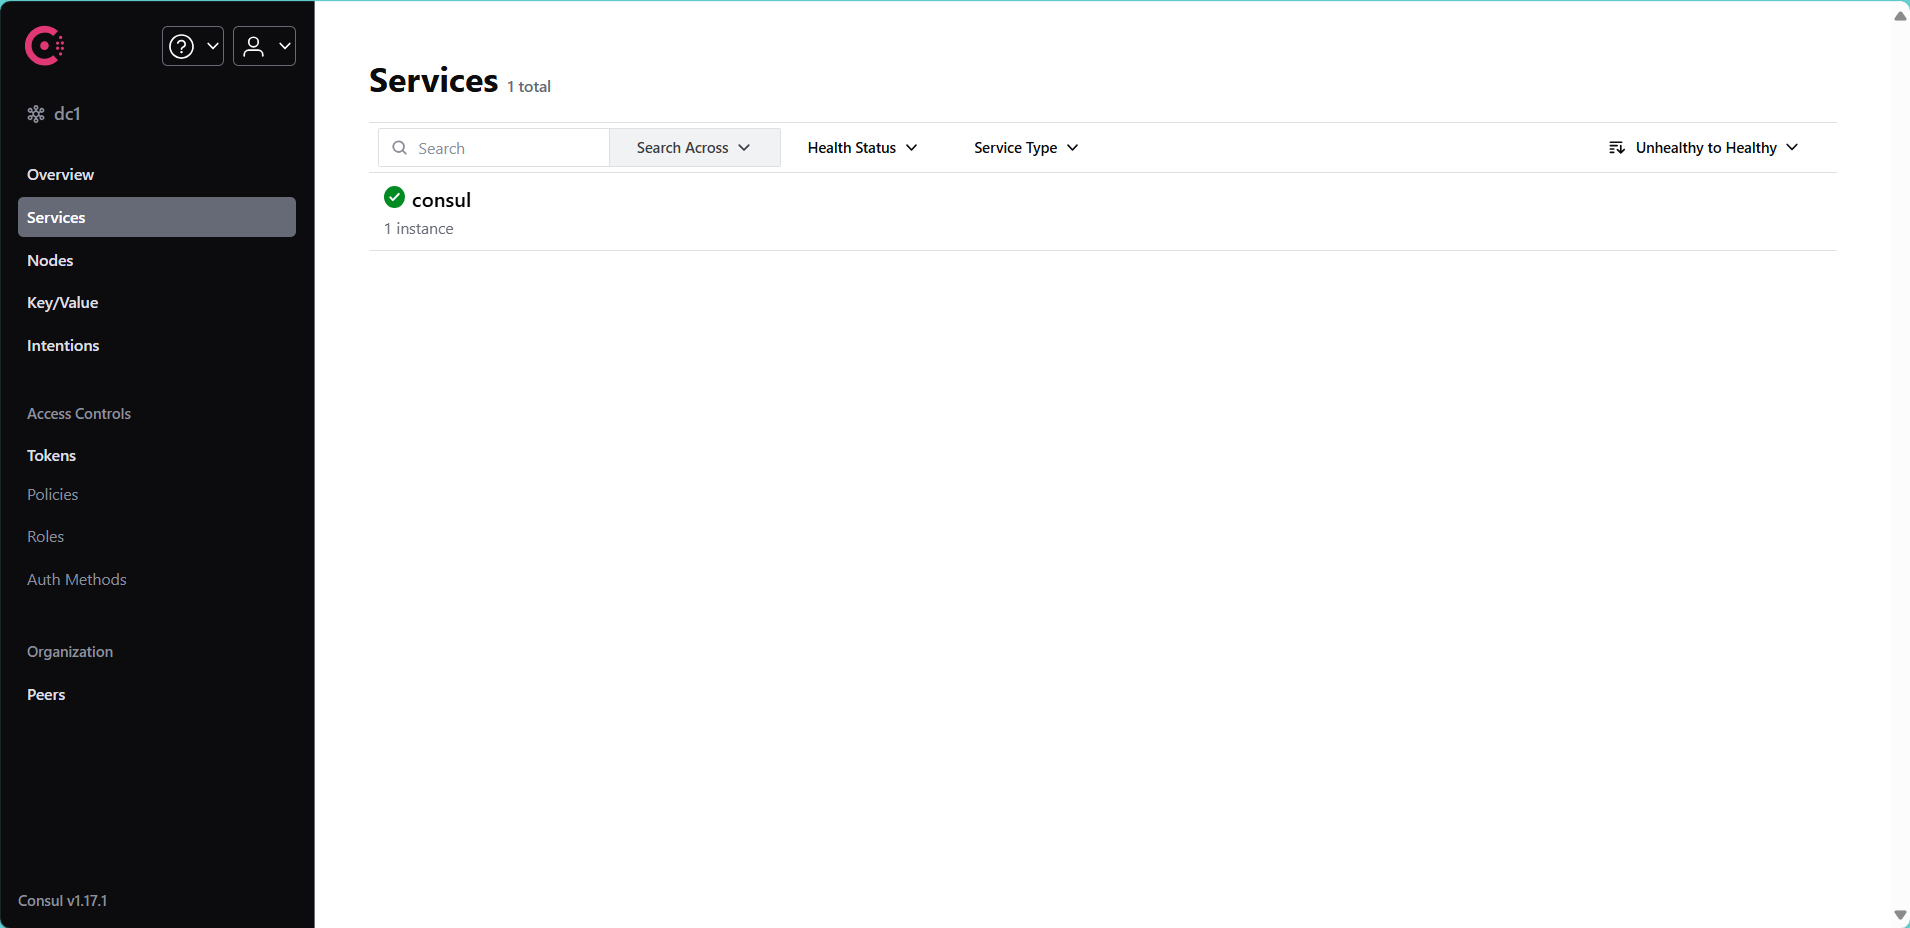 dc1
Overview
Services
Nodes
Key/Value
Intentions
Access Controls
Tokens
Policies
Roles
Auth Methods
Organization
Peers
Consul v1.17.1
Services 1 total
Search Search Across Health Status Service Type Unhealthy to Healthy
consul
1 instance